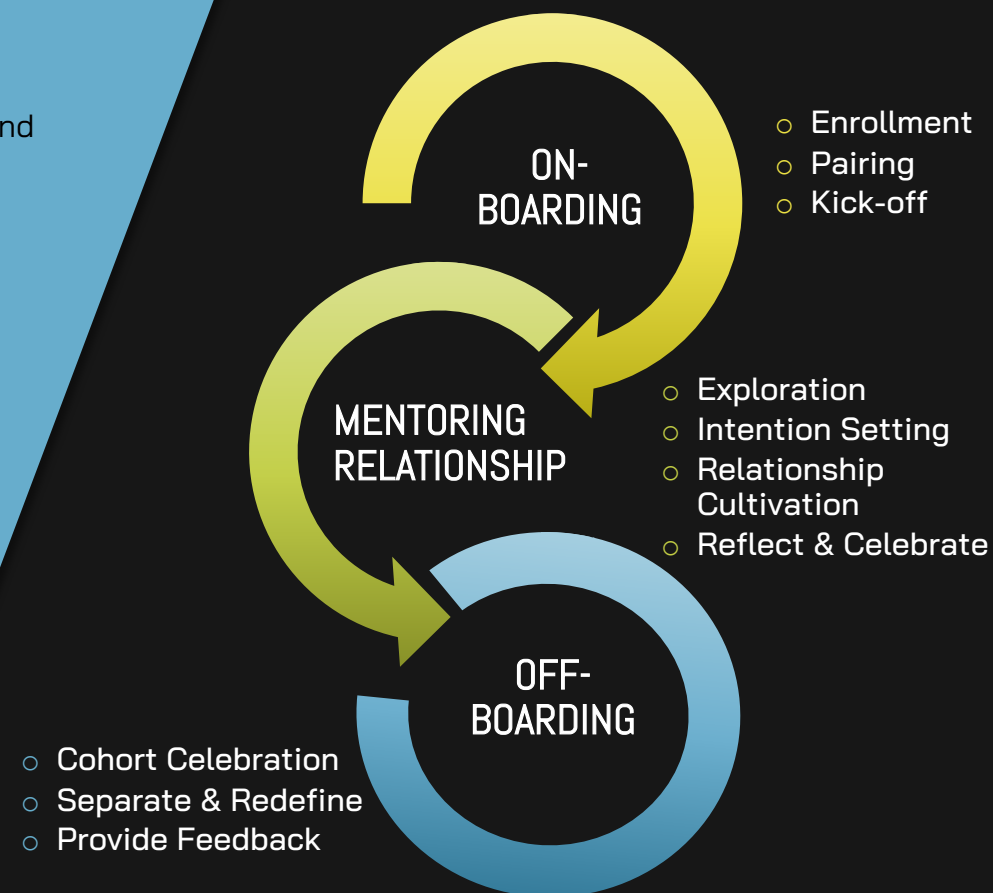 nd
ON-
BOARDING
○ Enrollment
○ Pairing
○ Kick-off
MENTORING
RELATIONSHIP
○ Exploration
○ Intention Setting
○ Relationship
Cultivation
○ Reflect & Celebrate
OFF-
BOARDING
○ Cohort Celebration
○ Separate & Redefine
○ Provide Feedback